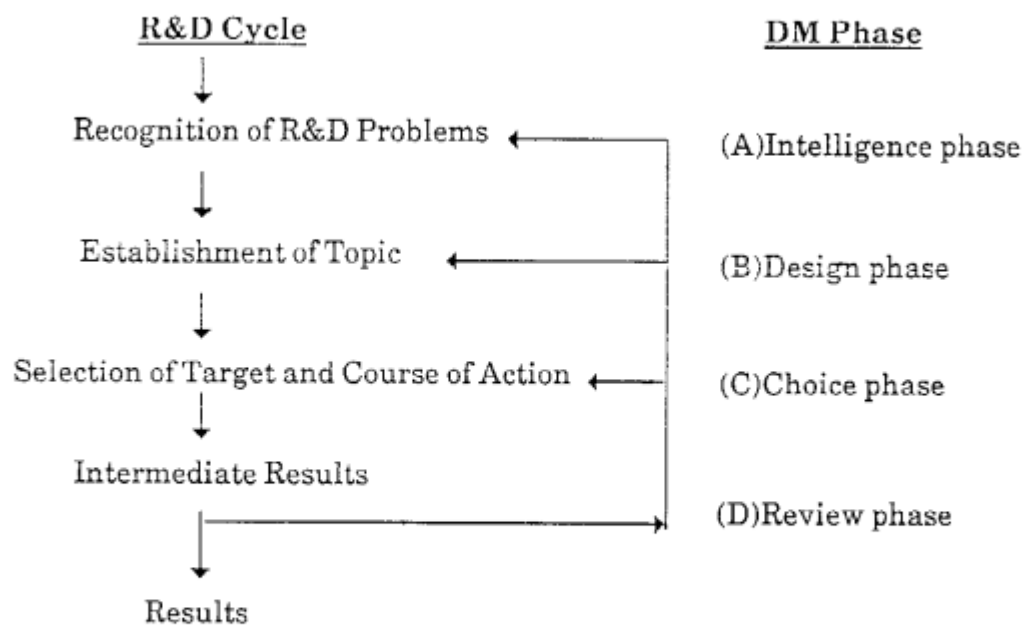 R&D Cycle
DM Phase
Recognition of R&D Problems
(A)Intelligence phase
Establishment of Topic
(B)Design phase
Selection of Target and Course of Action
(C)Choice phase
Intermediate Results
(D)Review phase
Results